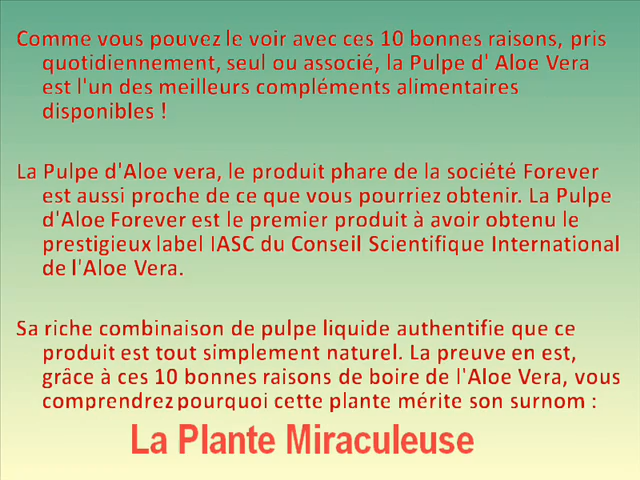 Comme vous pouvez le voir avec ces 10 bonnes raisons, pris
quotidiennement, seul ou associé, la Pulpe d' Aloe Vera
est l'un des meilleurs compléments alimentaires
disponibles !
La Pulpe d'Aloe vera, le produit phare de la société Forever
est aussi proche de ce que vous pourriez obtenir. La Pulpe
d'Aloe Forever est le premier produit à avoir obtenu le
prestigieux label IASC du Conseil Scientifique International
de l'Aloe Vera.
Sa riche combinaison de pulpe liquide authentifie que ce
produit est tout simplement naturel. La preuve en est,
grâce à ces 10 bonnes raisons de boire de l'Aloe Vera, vous
comprendrez pourquoi cette plante mérite son surnom :
La Plante Miraculeuse